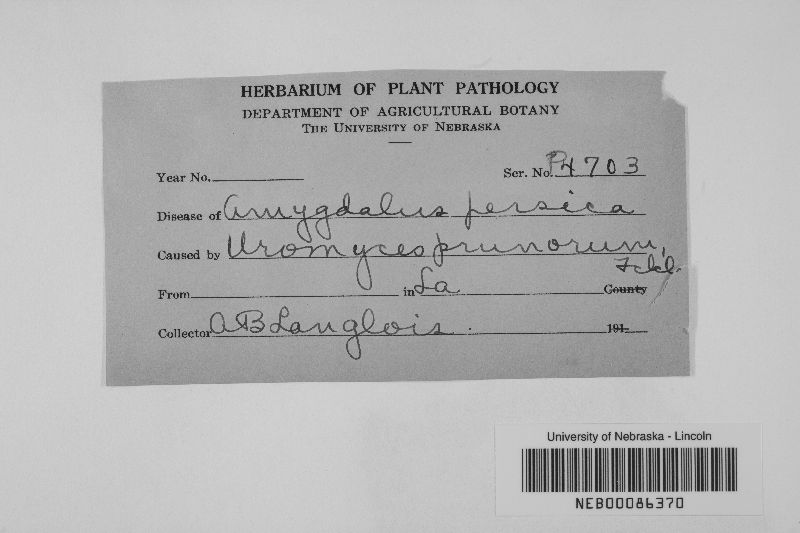 HERBARIUM OF PLANT PATHOLOGY
DEPARTMENT OF AGRICULTURAL BOTANY
THE UNIVERSITY OF NEBRASKA
Year No. Ser. No. P4703
Disease of Amygdalus persica
Caused by Uromyces prunorum,
Fckl.
From in La County
Collector A B Langlois 191
University of Nebraska - Lincoln
NEB00086370